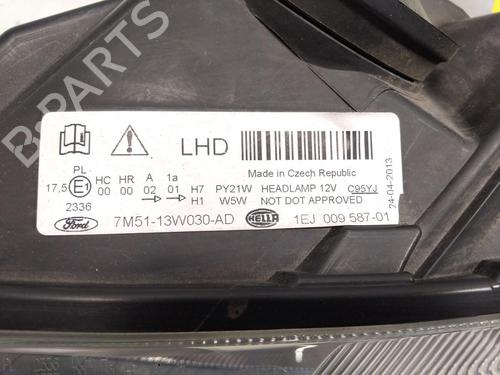 B-PARTS
LHD
Made in Czech Republic
PL HC HR A 1a H7 PY21W HEADLAMP 12V C95YJ
17,5 E1 00 00 02 01 H1 W5W NOT DOT APPROVED
2336
24-04-2013
Ford 7M51-13W030-AD HELLA 1EJ 009 587-01